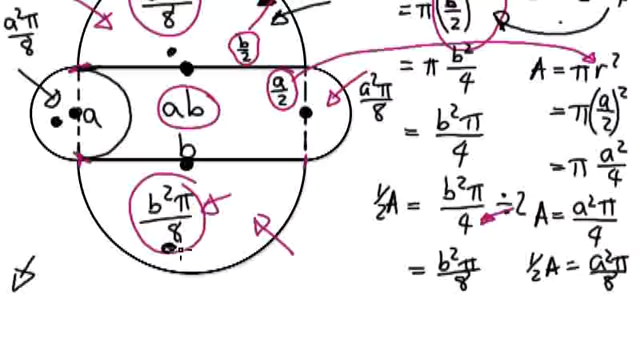 π/8
a²π/8
b/2
a
ab
a/2
a²π/8
b
b²π/8
= π(b/2)
= π b²/4
= b²π/4
½A = b²π/4 ÷2
= b²π/8
A = πr²
= π(a/2)²
= π a²/4
A = a²π/4
½A = a²π/8